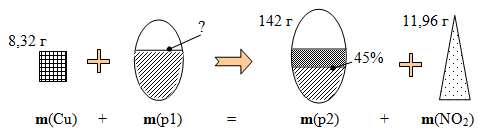 8,32 г ? 142 г 11,96 г
45%
m(Cu) + m(p1) = m(p2) + m(NO₂)